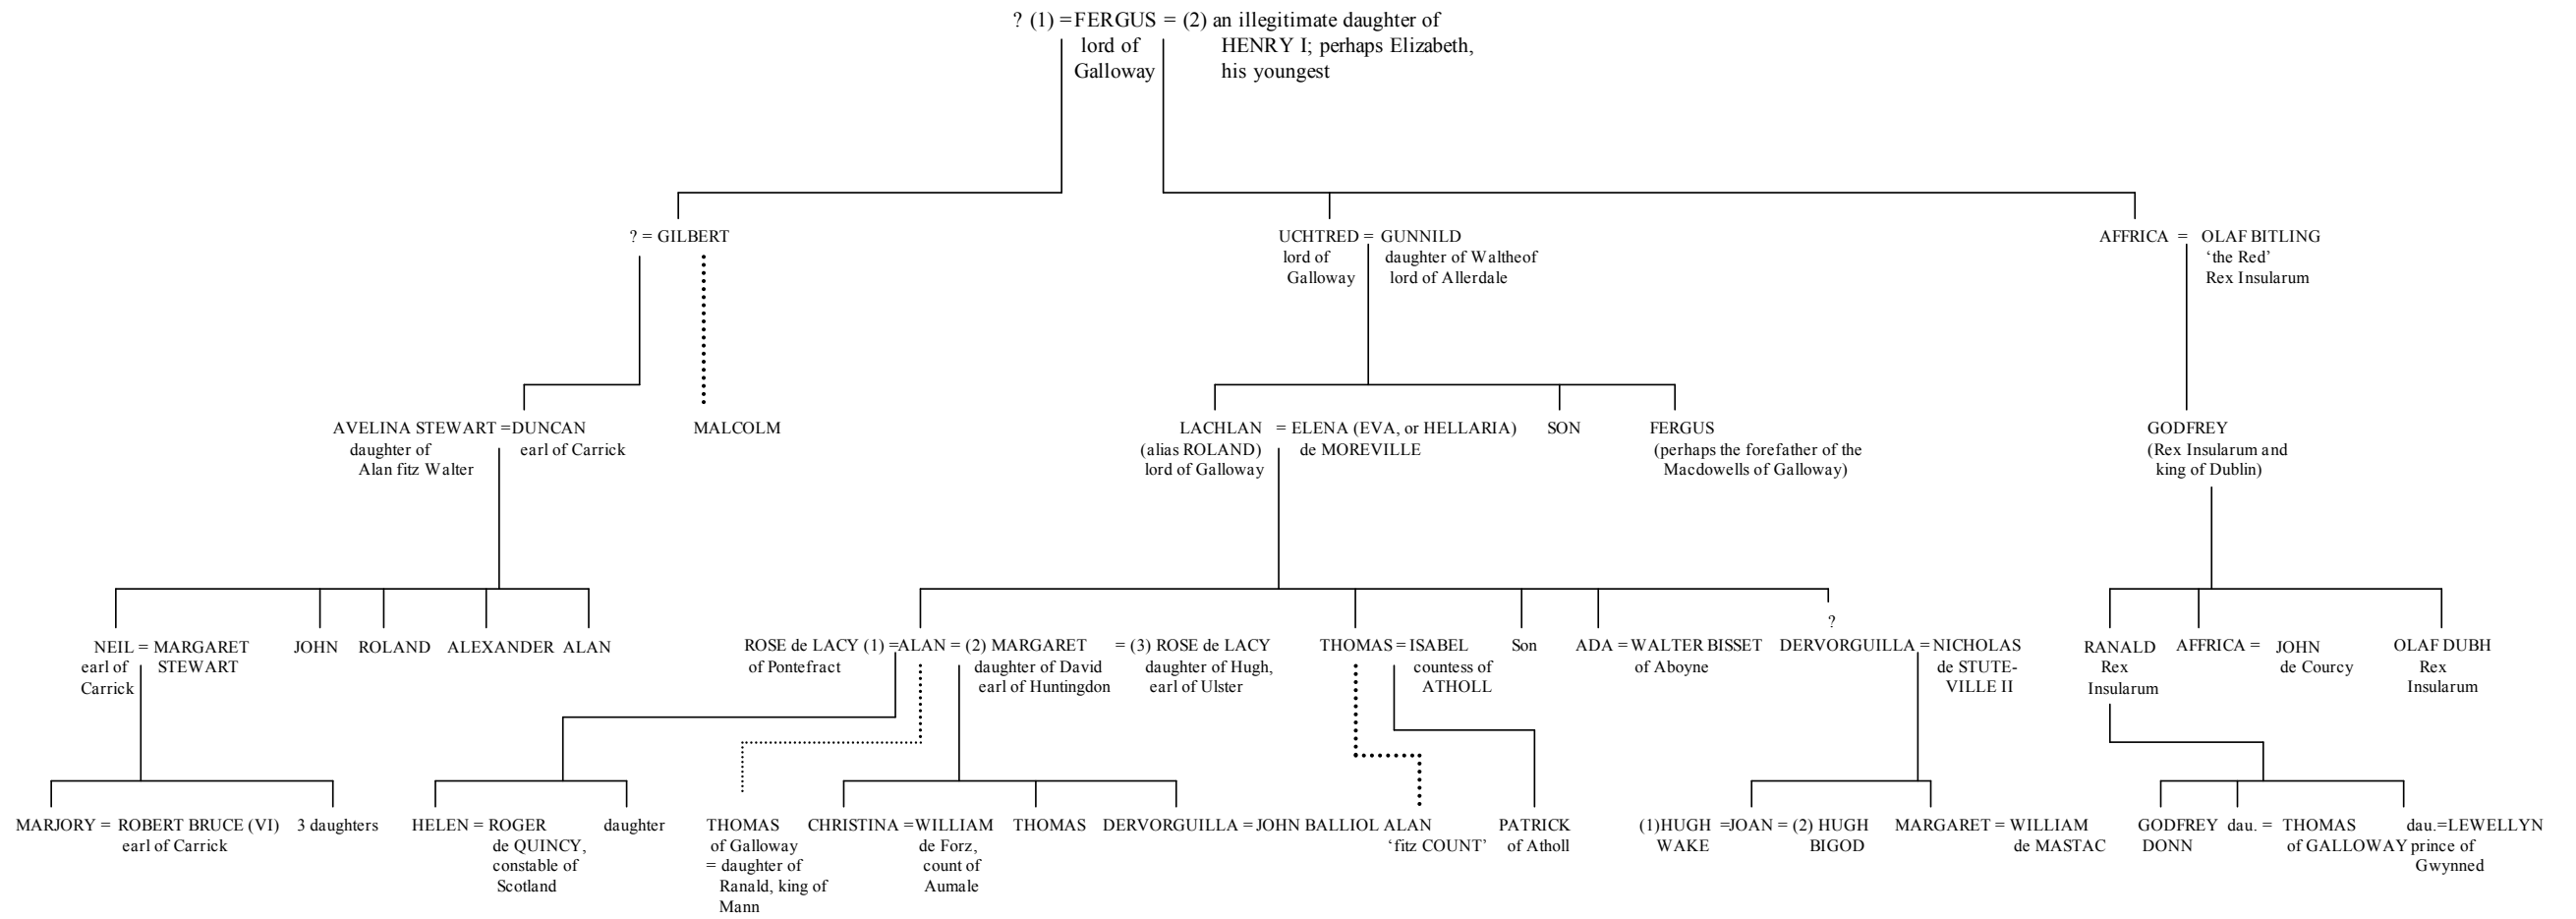 ? (1) =FERGUS = (2) an illegitimate daughter of
lord of HENRY I; perhaps Elizabeth,
Galloway his youngest
? = GILBERT UCHTRED = GUNNILD AFFRICA = OLAF BITLING
lord of daughter of Waltheof ‘the Red’
Galloway lord of Allerdale Rex Insularum
AVELINA STEWART =DUNCAN MALCOLM LACHLAN = ELENA (EVA, or HELLARIA) SON FERGUS GODFREY
daughter of earl of Carrick (alias ROLAND) de MOREVILLE (perhaps the forefather of the (Rex Insularum and
Alan fitz Walter lord of Galloway Macdowells of Galloway) king of Dublin)
?
NEIL = MARGARET JOHN ROLAND ALEXANDER ALAN ROSE de LACY (1) =ALAN = (2) MARGARET = (3) ROSE de LACY THOMAS = ISABEL Son ADA = WALTER BISSET DERVORGUILLA = NICHOLAS RANALD AFFRICA = JOHN OLAF DUBH
earl of STEWART of Pontefract daughter of David daughter of Hugh, countess of of Aboyne de STUTE- Rex de Courcy Rex
Carrick earl of Huntingdon earl of Ulster ATHOLL VILLE II Insularum Insularum
MARJORY = ROBERT BRUCE (VI) 3 daughters HELEN = ROGER daughter THOMAS CHRISTINA =WILLIAM THOMAS DERVORGUILLA = JOHN BALLIOL ALAN PATRICK (1)HUGH =JOAN = (2) HUGH MARGARET = WILLIAM GODFREY dau. = THOMAS dau.=LEWELLYN
earl of Carrick de QUINCY, of Galloway de Forz, ‘fitz COUNT’ of Atholl WAKE BIGOD de MASTAC DONN of GALLOWAY prince of
constable of = daughter of count of Gwynned
Scotland Ranald, king of Aumale
Mann